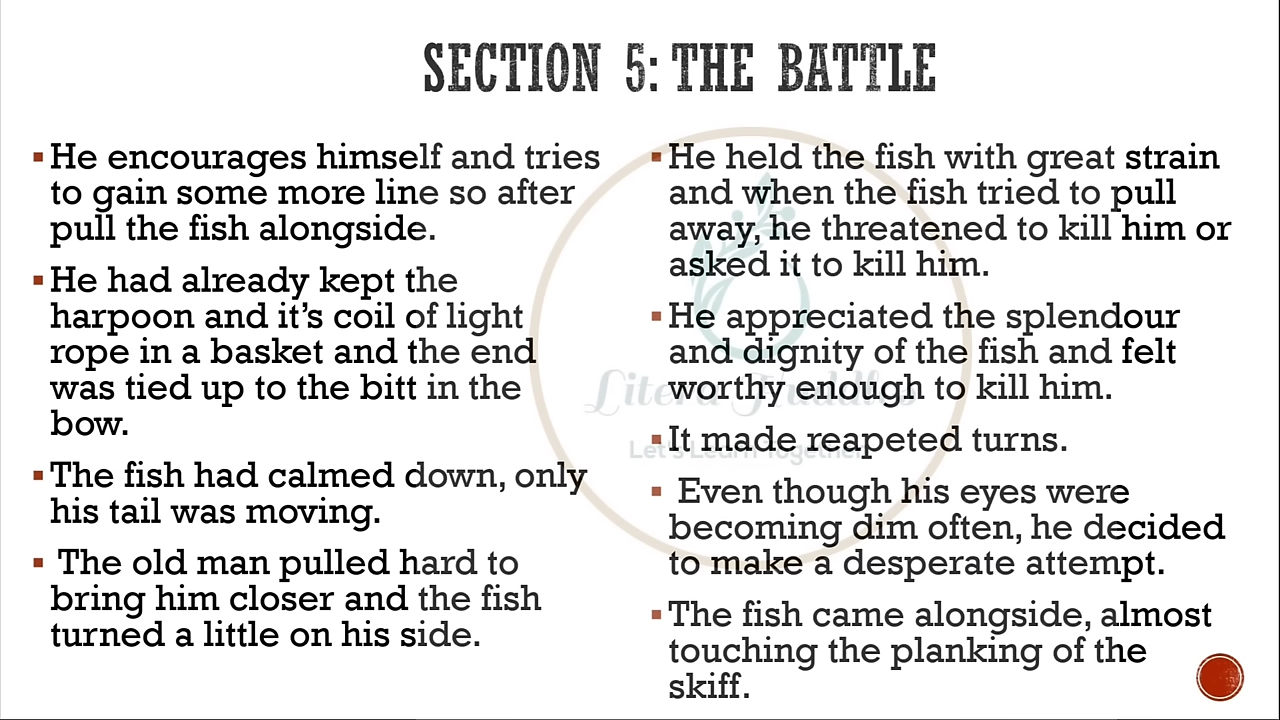 SECTION 5: THE BATTLE
▪He encourages himself and tries
to gain some more line so after
pull the fish alongside.
▪He had already kept the
harpoon and it's coil of light
rope in a basket and the end
was tied up to the bitt in the
bow.
▪The fish had calmed down, only
his tail was moving.
▪ The old man pulled hard to
bring him closer and the fish
turned a little on his side.
▪He held the fish with great strain
and when the fish tried to pull
away, he threatened to kill him or
asked it to kill him.
▪He appreciated the splendour
and dignity of the fish and felt
worthy enough to kill him.
▪It made reapeted turns.
▪ Even though his eyes were
becoming dim often, he decided
to make a desperate attempt.
▪The fish came alongside, almost
touching the planking of the
skiff.
Let's Learn Together